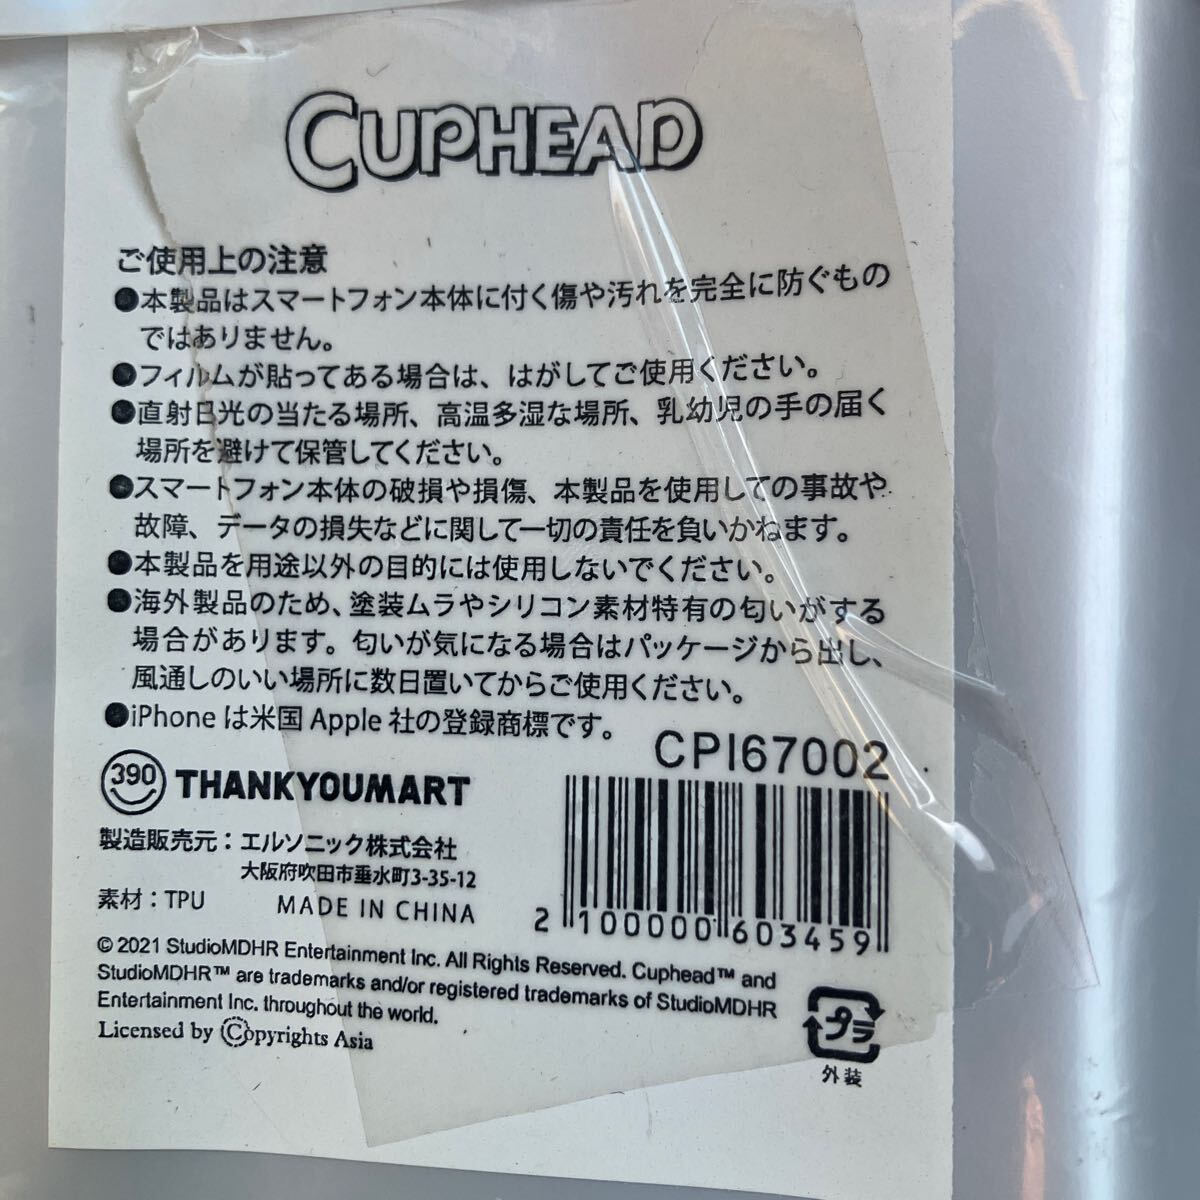 CUPHEAD
ご使用上の注意
●本製品はスマートフォン本体に付く傷や汚れを完全に防ぐもの
ではありません。
●フィルムが貼ってある場合は、はがしてご使用ください。
●直射日光の当たる場所、高温多湿な場所、乳幼児の手の届く
場所を避けて保管してください。
●スマートフォン本体の破損や損傷、本製品を使用しての事故や
故障、データの損失などに関して一切の責任を負いかねます。
●本製品を用途以外の目的には使用しないでください。
●海外製品のため、塗装ムラやシリコン素材特有の匂いがする
場合があります。匂いが気になる場合はパッケージから出し、
風通しのいい場所に数日置いてからご使用ください。
●iPhoneは米国Apple社の登録商標です。
CPI67002
390 THANKYOUMART
製造販売元：エルソニック株式会社
大阪府吹田市垂水町3-35-12
素材：TPU MADE IN CHINA
2 100000 603459
© 2021 StudioMDHR Entertainment Inc. All Rights Reserved. Cuphead™ and
StudioMDHR™ are trademarks and/or registered trademarks of StudioMDHR
Entertainment Inc. throughout the world.
Licensed by Copyrights Asia
プラ
外装